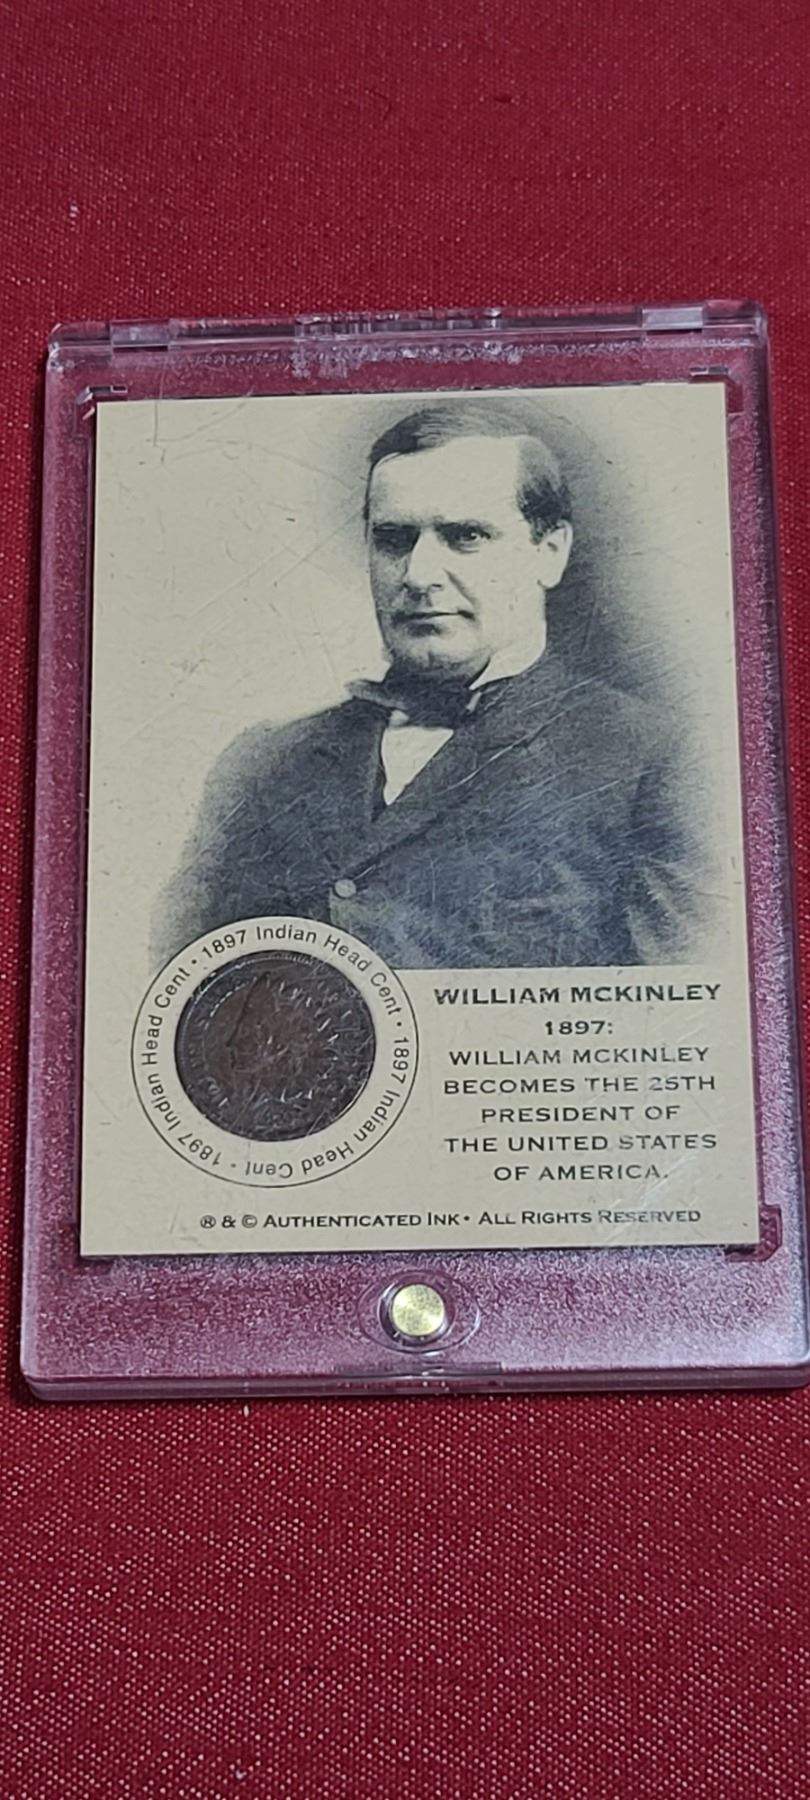 1897 Indian Head Cent • 1897 Indian Head Cent • 1897 Indian Head Cent •
WILLIAM MCKINLEY
1897:
WILLIAM MCKINLEY
BECOMES THE 25TH
PRESIDENT OF
THE UNITED STATES
OF AMERICA.
® & © AUTHENTICATED INK • ALL RIGHTS RESERVED